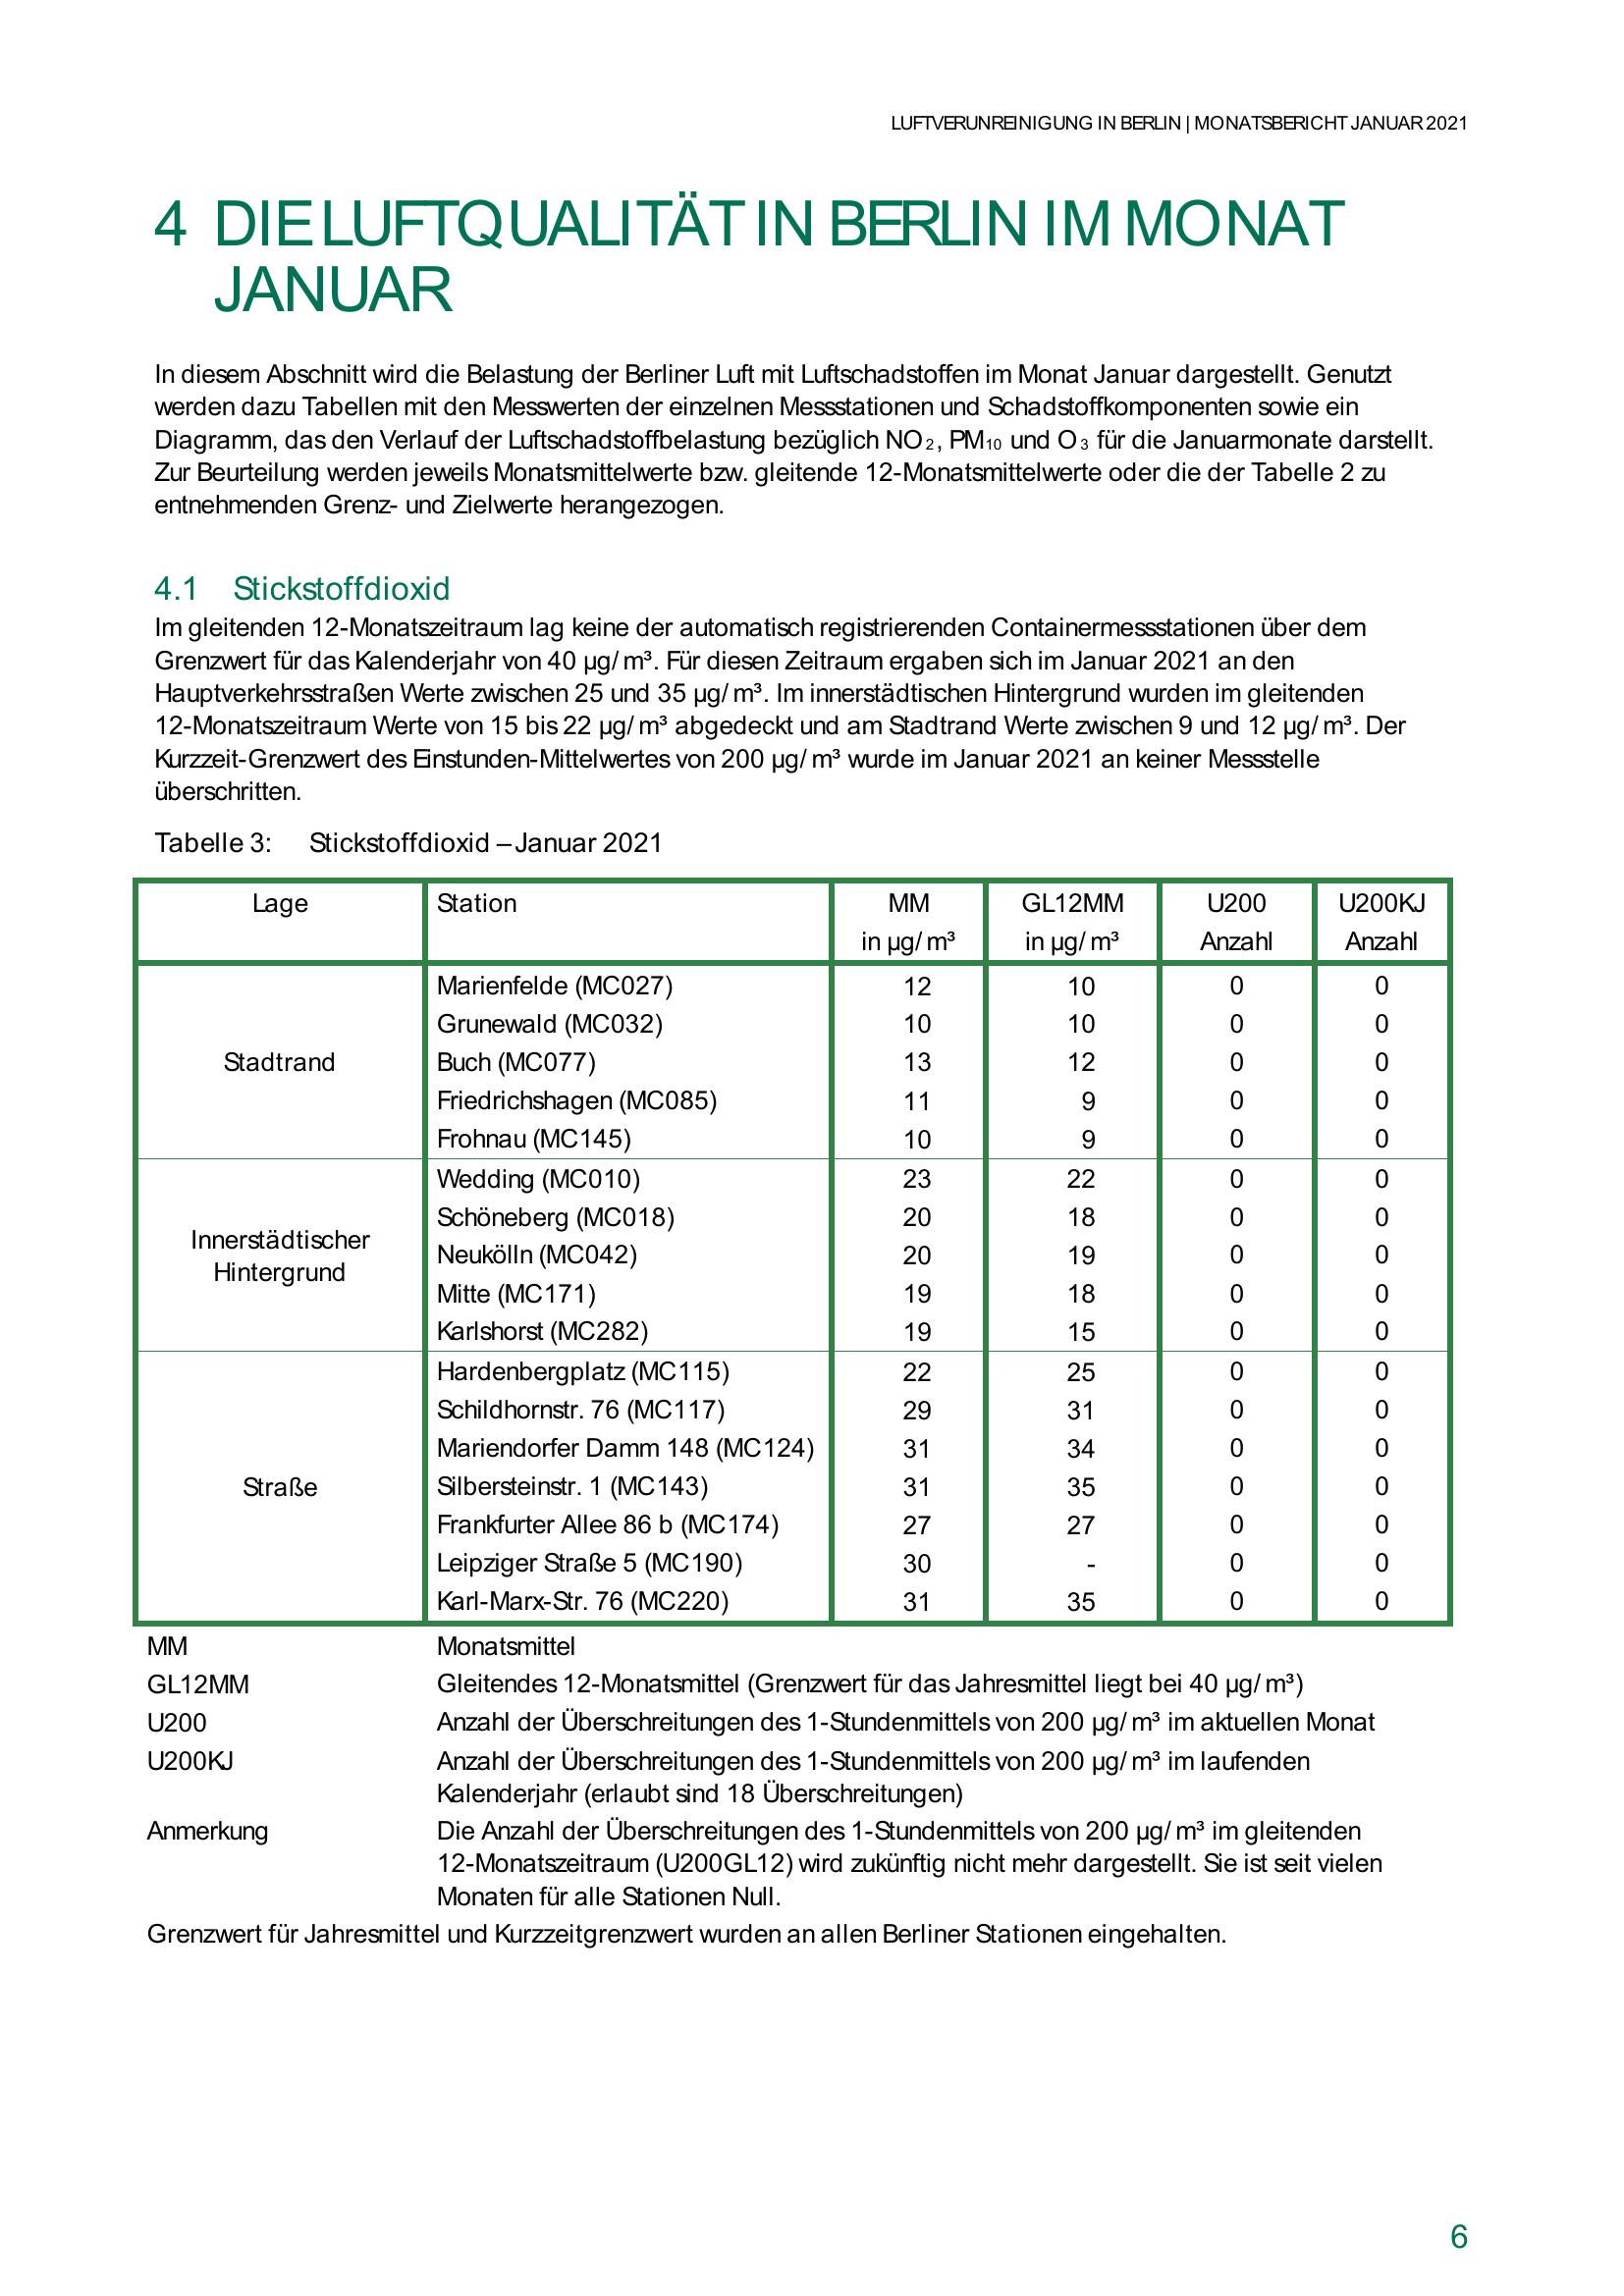 LUFTVERUNREINIGUNG IN BERLIN | MONATSBERICHT JANUAR 2021
4 DIE LUFTQUALITÄT IN BERLIN IM MONAT
JANUAR
In diesem Abschnitt wird die Belastung der Berliner Luft mit Luftschadstoffen im Monat Januar dargestellt. Genutzt
werden dazu Tabellen mit den Messwerten der einzelnen Messstationen und Schadstoffkomponenten sowie ein
Diagramm, das den Verlauf der Luftschadstoffbelastung bezüglich NO₂, PM₁₀ und O₃ für die Januarmonate darstellt.
Zur Beurteilung werden jeweils Monatsmittelwerte bzw. gleitende 12-Monatsmittelwerte oder die der Tabelle 2 zu
entnehmenden Grenz- und Zielwerte herangezogen.
4.1 Stickstoffdioxid
Im gleitenden 12-Monatszeitraum lag keine der automatisch registrierenden Containermessstationen über dem
Grenzwert für das Kalenderjahr von 40 µg/m³. Für diesen Zeitraum ergaben sich im Januar 2021 an den
Hauptverkehrsstraßen Werte zwischen 25 und 35 µg/m³. Im innerstädtischen Hintergrund wurden im gleitenden
12-Monatszeitraum Werte von 15 bis 22 µg/m³ abgedeckt und am Stadtrand Werte zwischen 9 und 12 µg/m³. Der
Kurzzeit-Grenzwert des Einstunden-Mittelwertes von 200 µg/m³ wurde im Januar 2021 an keiner Messstelle
überschritten.
Tabelle 3: Stickstoffdioxid – Januar 2021
Lage Station MM GL12MM U200 U200KJ
in µg/m³ in µg/m³ Anzahl Anzahl
Marienfelde (MC027) 12 10 0 0
Grunewald (MC032) 10 10 0 0
Stadtrand Buch (MC077) 13 12 0 0
Friedrichshagen (MC085) 11 9 0 0
Frohnau (MC145) 10 9 0 0
Wedding (MC010) 23 22 0 0
Schöneberg (MC018) 20 18 0 0
Innerstädtischer
Hintergrund
Neukölln (MC042) 20 19 0 0
Mitte (MC171) 19 18 0 0
Karlshorst (MC282) 19 15 0 0
Hardenbergplatz (MC115) 22 25 0 0
Schildhornstr. 76 (MC117) 29 31 0 0
Mariendorfer Damm 148 (MC124) 31 34 0 0
Straße Silbersteinstr. 1 (MC143) 31 35 0 0
Frankfurter Allee 86 b (MC174) 27 27 0 0
Leipziger Straße 5 (MC190) 30 - 0 0
Karl-Marx-Str. 76 (MC220) 31 35 0 0
MM Monatsmittel
GL12MM Gleitendes 12-Monatsmittel (Grenzwert für das Jahresmittel liegt bei 40 µg/m³)
U200 Anzahl der Überschreitungen des 1-Stundenmittels von 200 µg/m³ im aktuellen Monat
U200KJ Anzahl der Überschreitungen des 1-Stundenmittels von 200 µg/m³ im laufenden
Kalenderjahr (erlaubt sind 18 Überschreitungen)
Anmerkung Die Anzahl der Überschreitungen des 1-Stundenmittels von 200 µg/m³ im gleitenden
12-Monatszeitraum (U200GL12) wird zukünftig nicht mehr dargestellt. Sie ist seit vielen
Monaten für alle Stationen Null.
Grenzwert für Jahresmittel und Kurzzeitgrenzwert wurden an allen Berliner Stationen eingehalten.
6